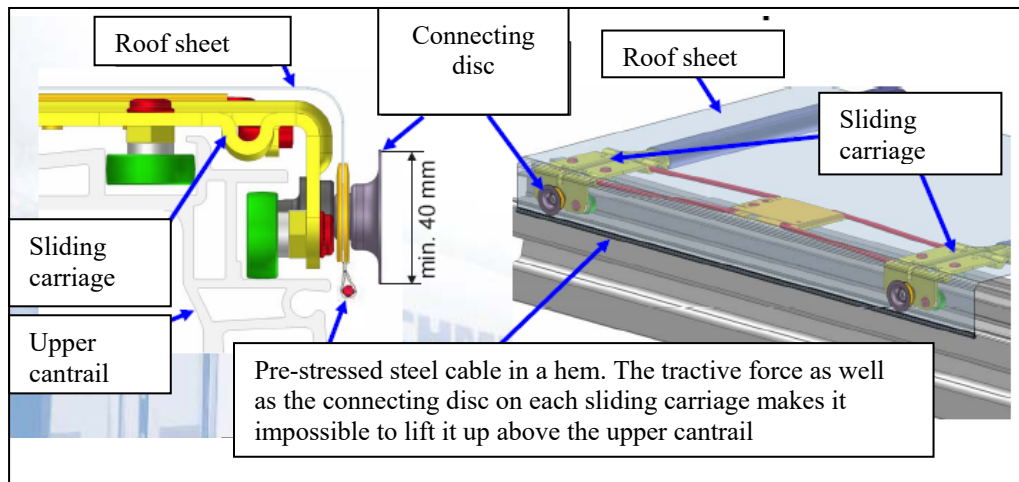 Roof sheet
Connecting
disc
Roof sheet
Sliding
carriage
min. 40 mm
Sliding
carriage
Upper
cantrail
Pre-stressed steel cable in a hem. The tractive force as well
as the connecting disc on each sliding carriage makes it
impossible to lift it up above the upper cantrail